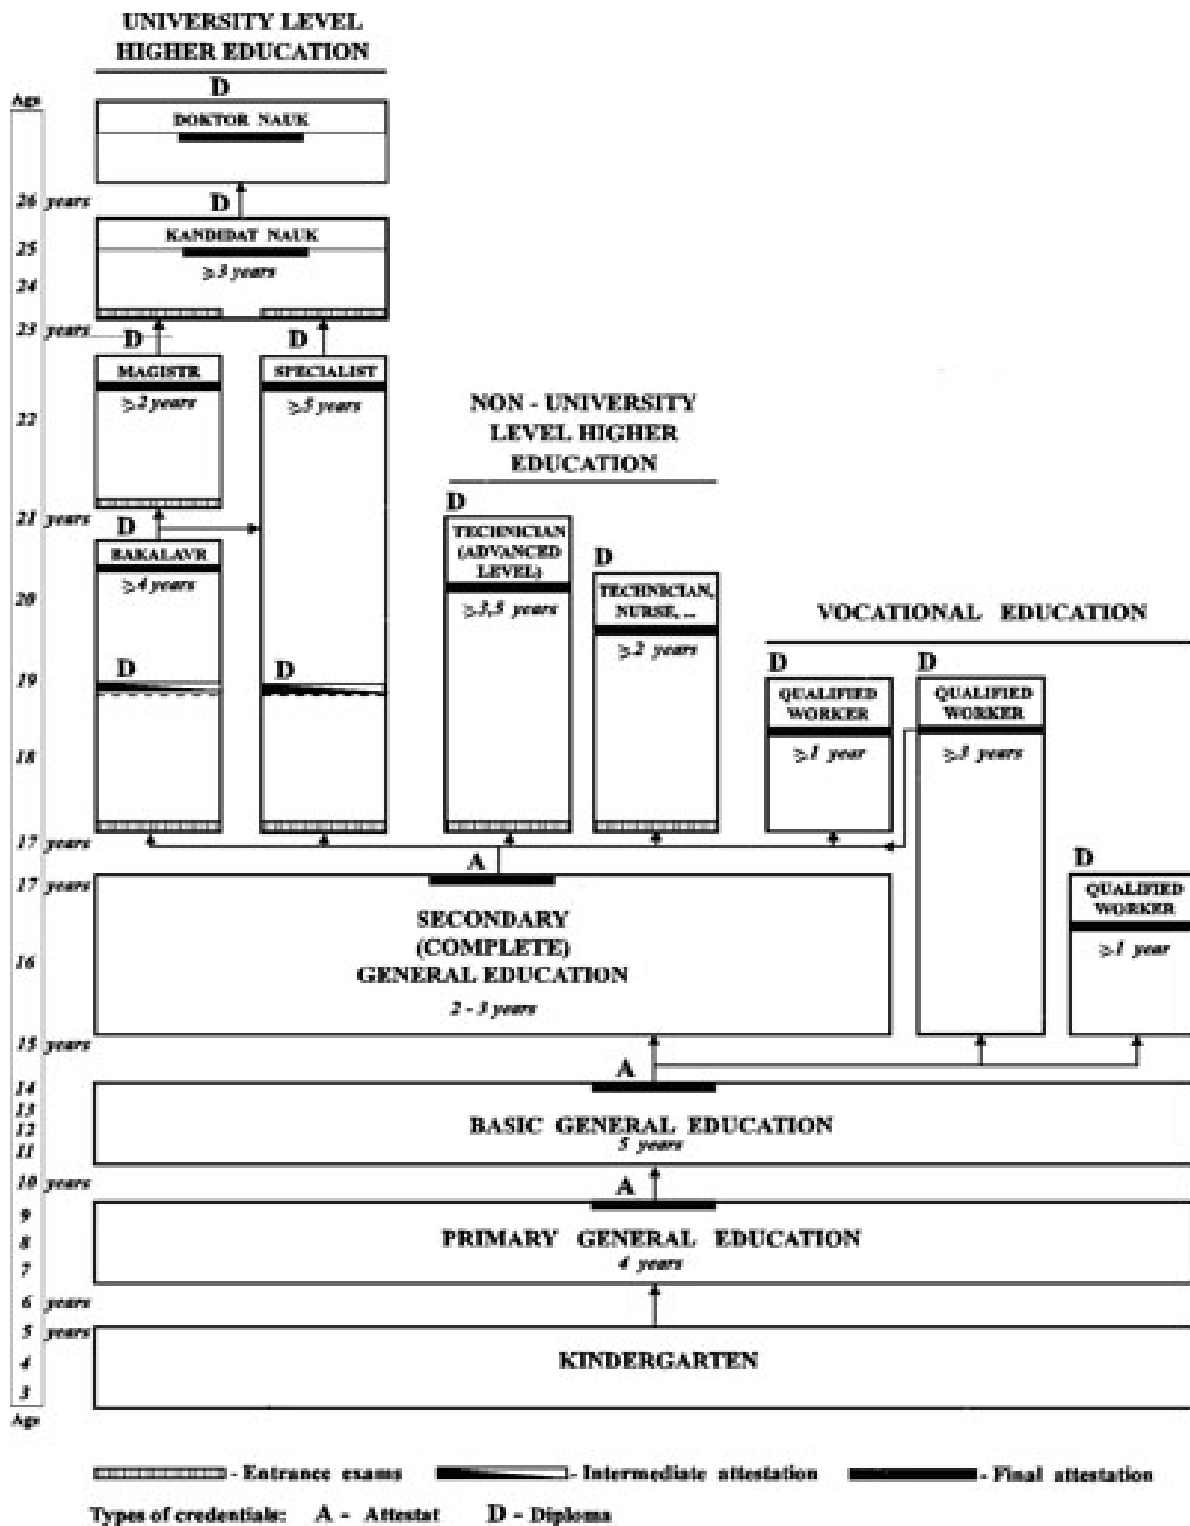 UNIVERSITY LEVEL
HIGHER EDUCATION
D
Age
DOKTOR NAUK
26 years
D
KANDIDAT NAUK
25
⩾3 years
24
23 years
D
D
MAGISTR
SPECIALIST
⩾2 years
⩾5 years
22
NON - UNIVERSITY
LEVEL HIGHER
EDUCATION
21 years
D
D
BAKALAVR
TECHNICIAN
(ADVANCED
LEVEL)
D
⩾4 years
TECHNICIAN,
NURSE, ...
20
⩾3,5 years
VOCATIONAL EDUCATION
⩾2 years
19
D
D
D
D
QUALIFIED
WORKER
QUALIFIED
WORKER
18
⩾1 year
⩾3 years
17 years
A
D
17 years
QUALIFIED
WORKER
SECONDARY
(COMPLETE)
GENERAL EDUCATION
⩾1 year
16
2 - 3 years
15 years
A
14
13
BASIC GENERAL EDUCATION
12
5 years
11
10 years
A
9
PRIMARY GENERAL EDUCATION
8
4 years
7
6 years
5 years
KINDERGARTEN
4
3
Age
- Entrance exams - Intermediate attestation - Final attestation
Types of credentials: A - Attestat D - Diploma